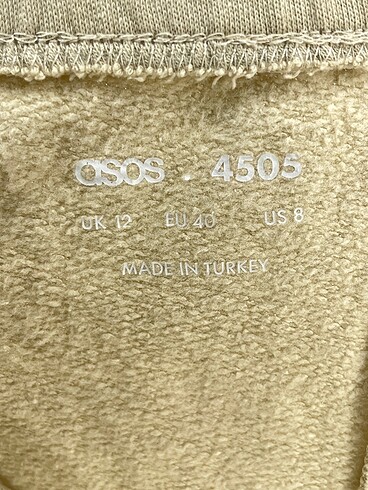 asos 4505
UK 12 EU 40 US 8
MADE IN TURKEY